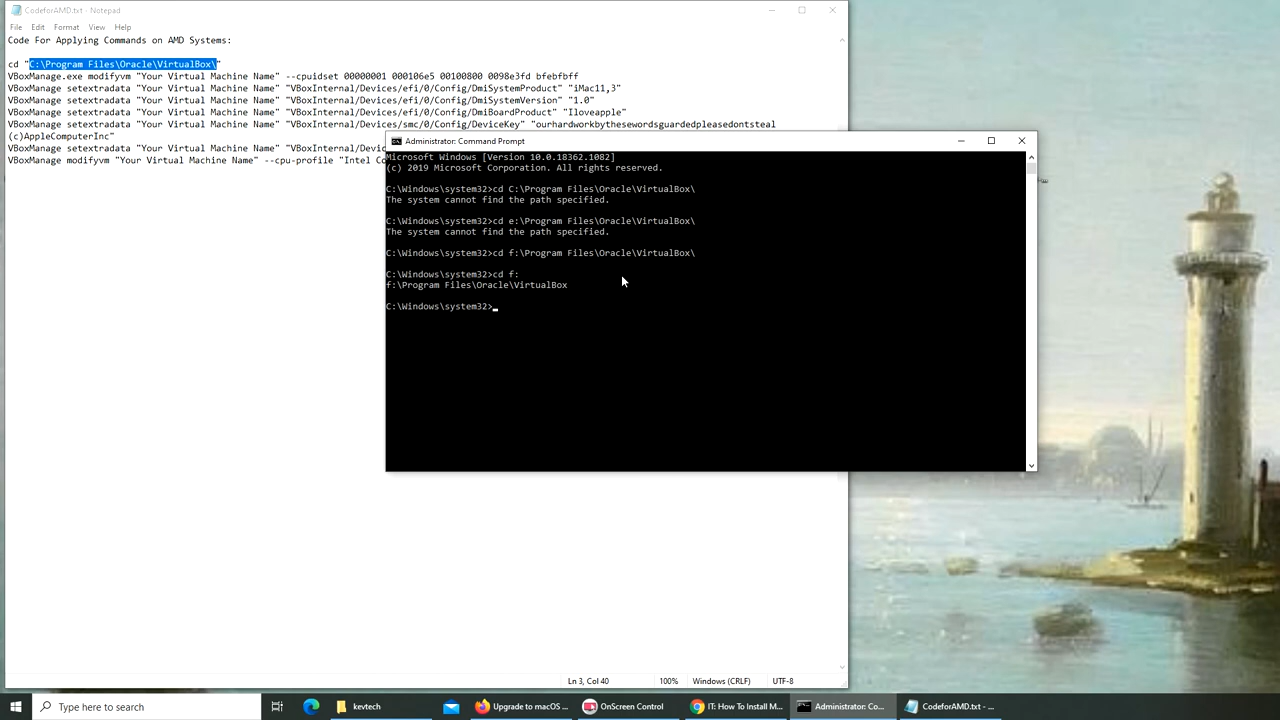 CodeforAMD.txt - Notepad
File Edit Format View Help
Code For Applying Commands on AMD Systems:
cd "C:\Program Files\Oracle\VirtualBox\"
VBoxManage.exe modifyvm "Your Virtual Machine Name" --cpuidset 00000001 000106e5 00100800 0098e3fd bfebfbff
VBoxManage setextradata "Your Virtual Machine Name" "VBoxInternal/Devices/efi/0/Config/DmiSystemProduct" "iMac11,3"
VBoxManage setextradata "Your Virtual Machine Name" "VBoxInternal/Devices/efi/0/Config/DmiSystemVersion" "1.0"
VBoxManage setextradata "Your Virtual Machine Name" "VBoxInternal/Devices/efi/0/Config/DmiBoardProduct" "Iloveapple"
VBoxManage setextradata "Your Virtual Machine Name" "VBoxInternal/Devices/smc/0/Config/DeviceKey" "ourhardworkbythesewordsguardedpleasedontsteal
(c)AppleComputerInc"
VBoxManage setextradata "Your Virtual Machine Name" "VBoxInternal/Devi
VBoxManage modifyvm "Your Virtual Machine Name" --cpu-profile "Intel Co
Administrator: Command Prompt
Microsoft Windows [Version 10.0.18362.1082]
(c) 2019 Microsoft Corporation. All rights reserved.
C:\Windows\system32>cd C:\Program Files\Oracle\VirtualBox\
The system cannot find the path specified.
C:\Windows\system32>cd e:\Program Files\Oracle\VirtualBox\
The system cannot find the path specified.
C:\Windows\system32>cd f:\Program Files\Oracle\VirtualBox\
C:\Windows\system32>cd f:
f:\Program Files\Oracle\VirtualBox
C:\Windows\system32>
Ln 3, Col 40 100% Windows (CRLF) UTF-8
Type here to search kevtech Upgrade to macOS ... OnScreen Control IT: How To Install M... Administrator: Co... CodeforAMD.txt - ...